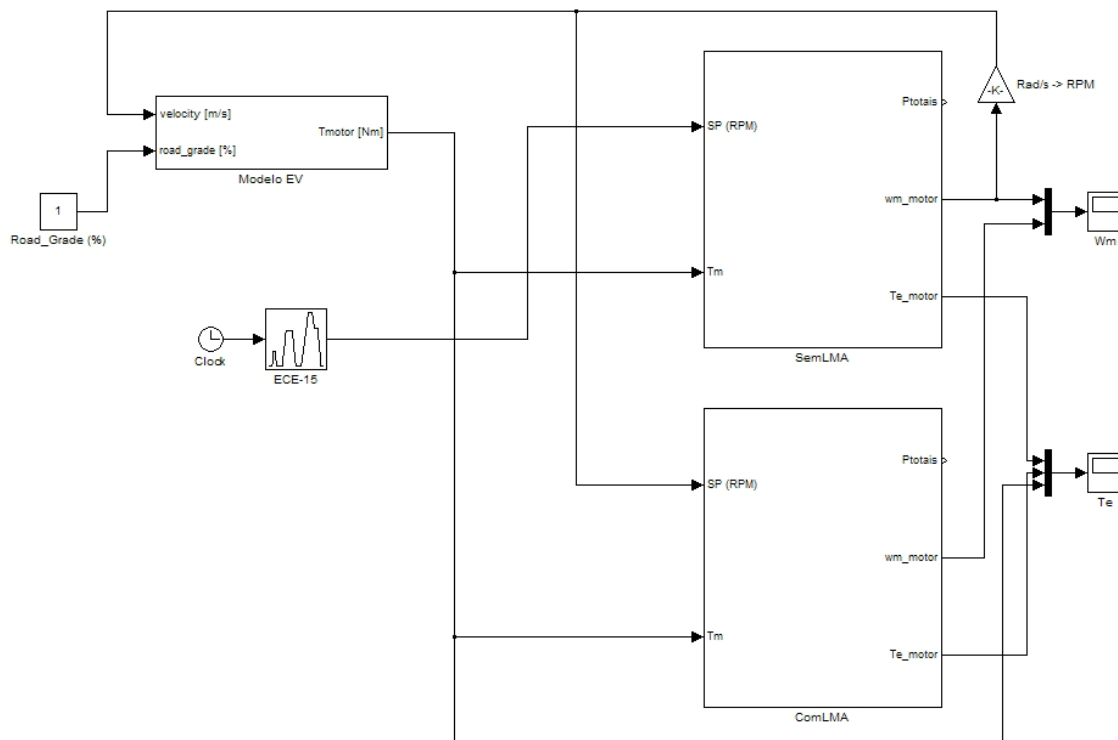 velocity [m/s]
road_grade [%]
Tmotor [Nm]
Modelo EV
1
Road_Grade (%)
Clock
ECE-15
SP (RPM)
Tm
Ptotais
wm_motor
Te_motor
SemLMA
-K-
Rad/s -> RPM
Wm
SP (RPM)
Tm
Ptotais
wm_motor
Te_motor
ComLMA
Te